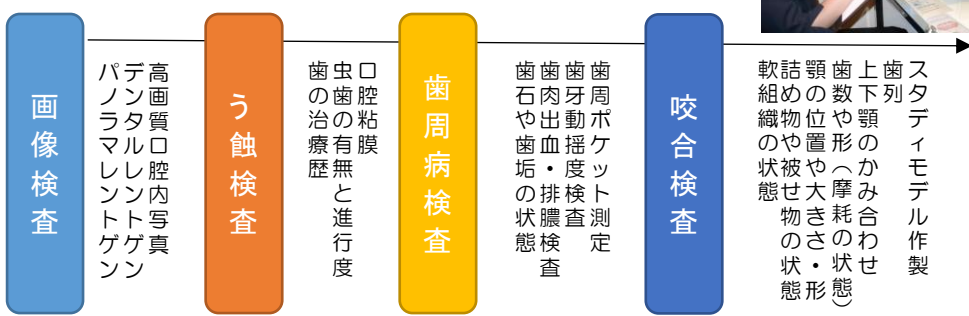 画像検査
高画質口腔内写真
デンタルレントゲン
パノラマレントゲン
う蝕検査
口腔粘膜
虫歯の有無と進行度
歯の治療歴
歯周病検査
歯周ポケット測定
歯牙動揺度検査
歯肉出血・排膿検査
歯石や歯垢の状態
咬合検査
スタディモデル作製
歯列
上下顎のかみ合わせ
歯数や形（摩耗の状態）
顎の位置や大きさ・形
詰め物や被せ物の状態
軟組織の状態